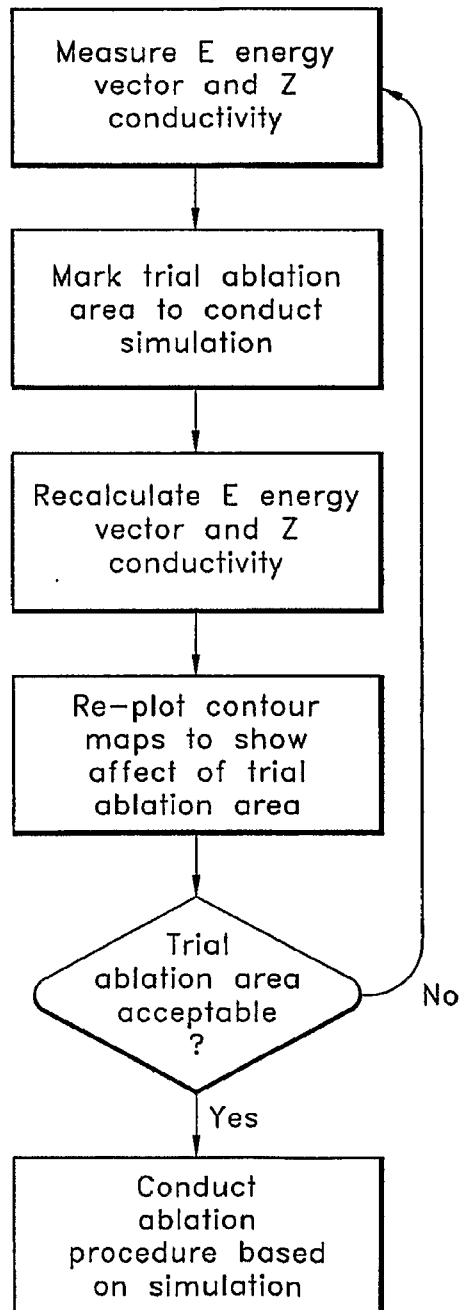 Measure E energy
vector and Z
conductivity
Mark trial ablation
area to conduct
simulation
Recalculate E energy
vector and Z
conductivity
Re-plot contour
maps to show
affect of trial
ablation area
Trial
ablation area
acceptable
?
No
Yes
Conduct
ablation
procedure based
on simulation